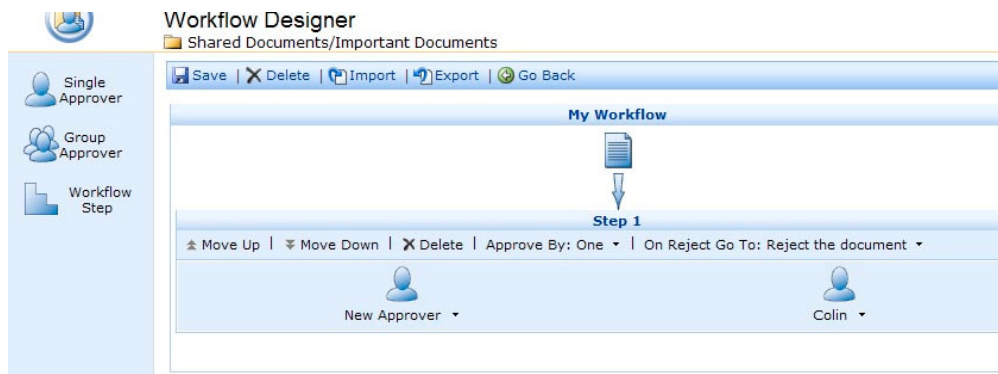 Workflow Designer
Shared Documents/Important Documents
Save | Delete | Import | Export | Go Back
Single
Approver
Group
Approver
Workflow
Step
My Workflow
Step 1
Move Up | Move Down | Delete | Approve By: One | On Reject Go To: Reject the document
New Approver
Colin